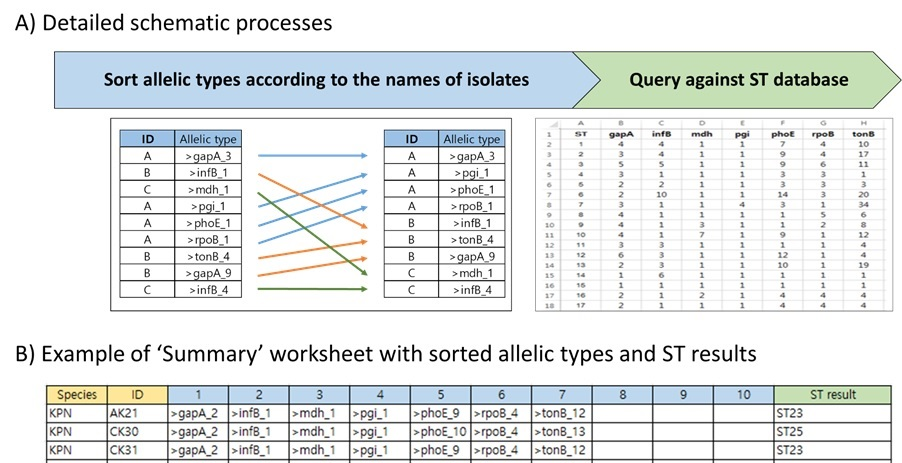 A) Detailed schematic processes
Sort allelic types according to the names of isolates Query against ST database
ID Allelic type
A >gapA_3
B >infB_1
C >mdh_1
A >pgi_1
A >phoE_1
A >rpoB_1
B >tonB_4
B >gapA_9
C >infB_4
ID Allelic type
A >gapA_3
A >pgi_1
A >phoE_1
A >rpoB_1
B >infB_1
B >tonB_4
B >gapA_9
C >mdh_1
C >infB_4
A B C D E F G H
1 ST gapA infB mdh pgi phoE rpoB tonB
2 1 4 4 1 1 7 4 10
3 2 3 4 1 1 9 4 17
4 3 5 5 1 1 9 6 11
5 4 3 1 1 1 3 3 1
6 5 2 2 1 1 3 3 3
7 6 2 10 1 1 14 3 20
8 7 3 1 1 4 3 1 34
9 8 4 1 1 1 1 5 6
10 9 4 1 3 1 1 2 8
11 10 4 1 7 1 9 1 12
12 11 3 3 1 1 1 1 4
13 12 6 3 1 1 12 1 4
14 13 2 3 1 1 10 1 19
15 14 1 6 1 1 1 1 1
16 15 1 1 1 1 1 1 1
17 16 2 1 2 1 4 4 4
18 17 2 1 1 1 4 4 4
B) Example of ‘Summary’ worksheet with sorted allelic types and ST results
Species ID 1 2 3 4 5 6 7 8 9 10 ST result
KPN AK21 >gapA_2 >infB_1 >mdh_1 >pgi_1 >phoE_9 >rpoB_4 >tonB_12 ST23
KPN CK30 >gapA_2 >infB_1 >mdh_1 >pgi_1 >phoE_10 >rpoB_4 >tonB_13 ST25
KPN CK31 >gapA_2 >infB_1 >mdh_1 >pgi_1 >phoE_9 >rpoB_4 >tonB_12 ST23